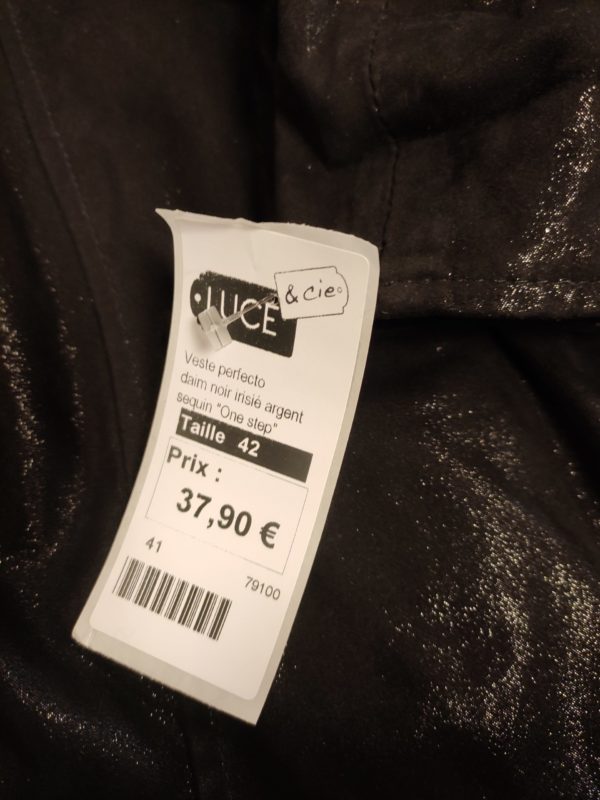 LUCE
& cie
Veste perfecto
daim noir irisié argent
sequin "One step"
Taille 42
Prix :
37,90 €
41
79100